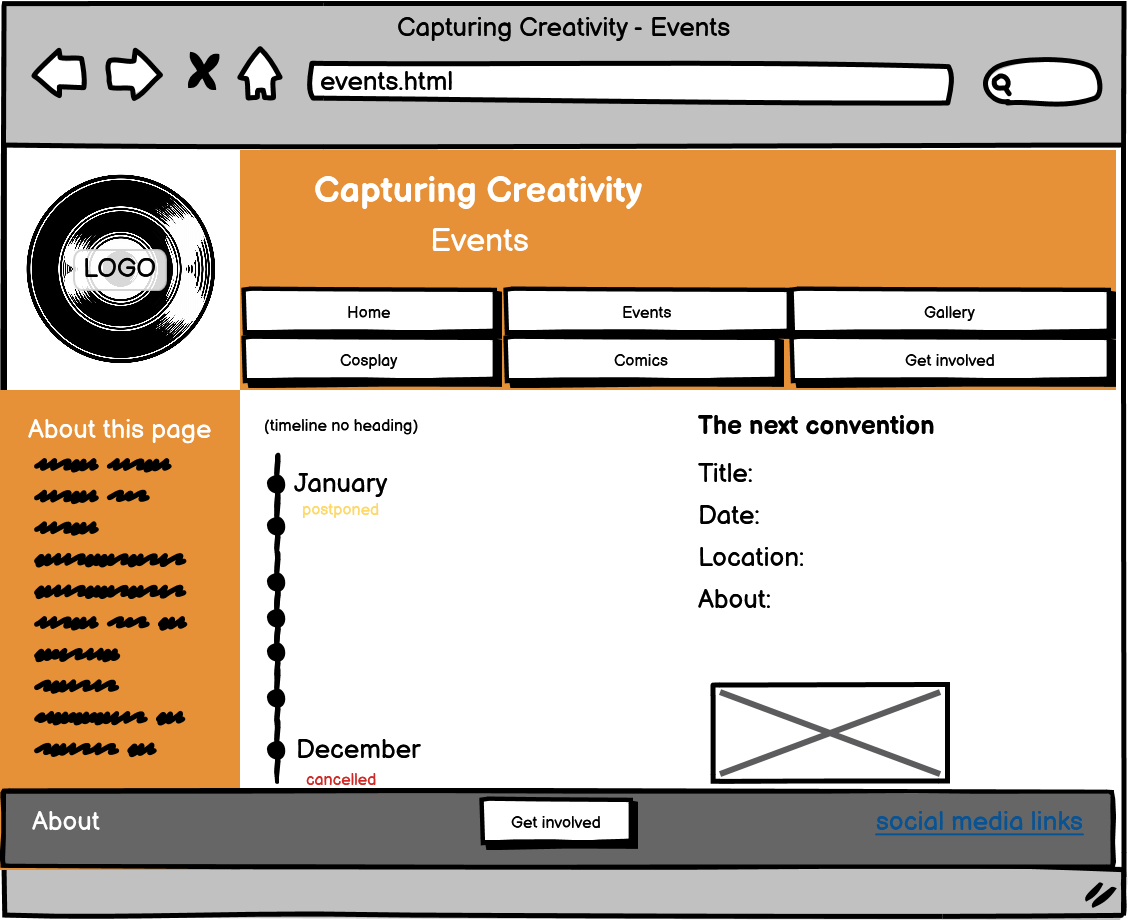 Capturing Creativity - Events
events.html
LOGO
Capturing Creativity
Events
Home
Events
Gallery
Cosplay
Comics
Get involved
About this page
(timeline no heading)
January
postponed
December
cancelled
The next convention
Title:
Date:
Location:
About:
About
Get involved
social media links